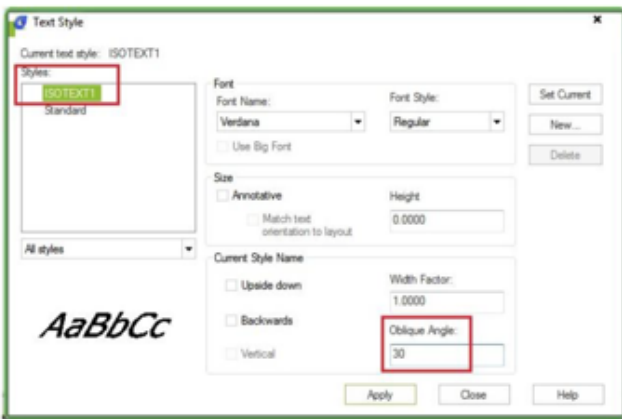 Text Style
Current text style: ISOTEXT1
Styles:
ISOTEXT1
Standard
All styles
AaBbCc
Font
Font Name:
Font Style:
Verdana
Regular
Use Big Font
Size
Annotative
Match text
orientation to layout
Height
0.0000
Current Style Name
Upside down
Backwards
Vertical
Width Factor:
1.0000
Oblique Angle:
30
Set Current
New...
Delete
Apply
Close
Help